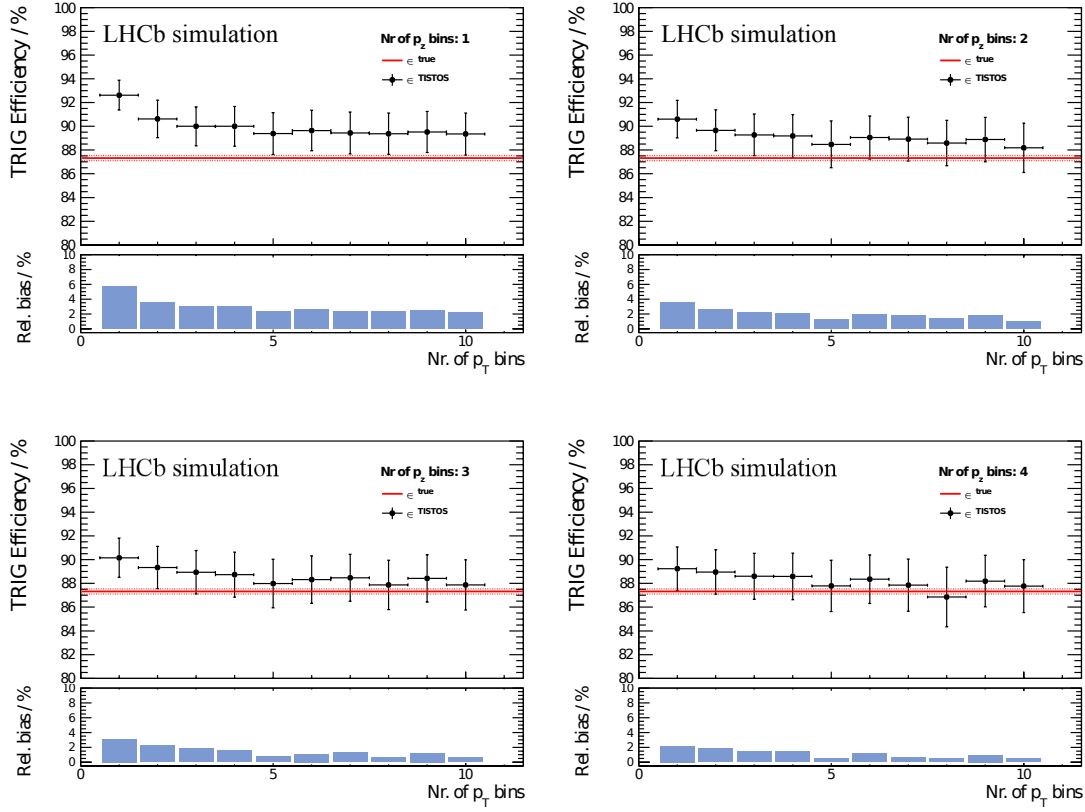 100
98
96
94
92
90
88
86
84
82
80
TRIG Efficiency / %
LHCb simulation
Nr of p_z bins: 1
∈ true
∈ TISTOS
10
8
6
4
2
0
Rel. bias / %
0 5 10
Nr. of p_T bins
100
98
96
94
92
90
88
86
84
82
80
TRIG Efficiency / %
LHCb simulation
Nr of p_z bins: 2
∈ true
∈ TISTOS
10
8
6
4
2
0
Rel. bias / %
0 5 10
Nr. of p_T bins
100
98
96
94
92
90
88
86
84
82
80
TRIG Efficiency / %
LHCb simulation
Nr of p_z bins: 3
∈ true
∈ TISTOS
10
8
6
4
2
0
Rel. bias / %
0 5 10
Nr. of p_T bins
100
98
96
94
92
90
88
86
84
82
80
TRIG Efficiency / %
LHCb simulation
Nr of p_z bins: 4
∈ true
∈ TISTOS
10
8
6
4
2
0
Rel. bias / %
0 5 10
Nr. of p_T bins